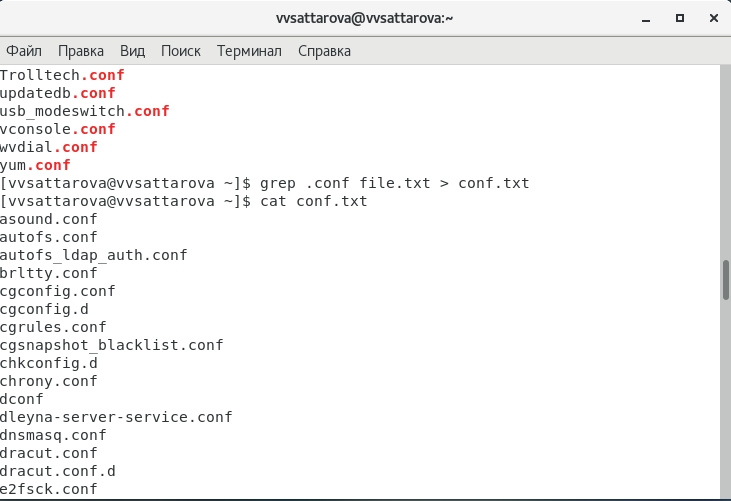 vvsattarova@vvsattarova:~
Файл Правка Вид Поиск Терминал Справка
Trolltech.conf
updatedb.conf
usb_modeswitch.conf
vconsole.conf
wvdial.conf
yum.conf
[vvsattarova@vvsattarova ~]$ grep .conf file.txt > conf.txt
[vvsattarova@vvsattarova ~]$ cat conf.txt
asound.conf
autofs.conf
autofs_ldap_auth.conf
brltty.conf
cgconfig.conf
cgconfig.d
cgrules.conf
cgsnapshot_blacklist.conf
chkconfig.d
chrony.conf
dconf
dleyna-server-service.conf
dnsmasq.conf
dracut.conf
dracut.conf.d
e2fsck.conf